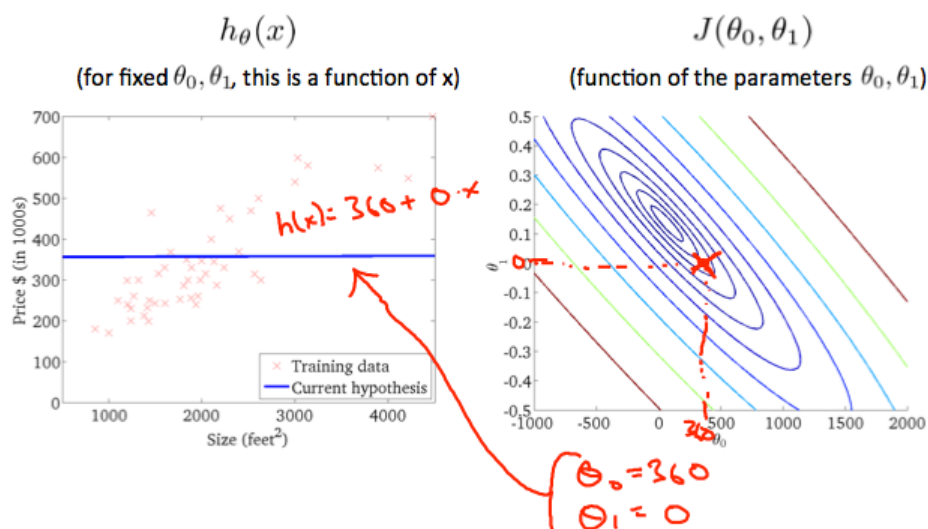 hθ(x)
(for fixed θ0, θ1, this is a function of x)
700
600
500
400
300
200
100
0
Price $ (in 1000s)
1000
2000
3000
4000
Size (feet²)
Training data
Current hypothesis
h(x) = 360 + 0·x
J(θ0, θ1)
(function of the parameters θ0, θ1)
0.5
0.4
0.3
0.2
0.1
0
-0.1
-0.2
-0.3
-0.4
-0.5
θ1
-1000
-500
0
500
1000
1500
2000
360
θ0
θ0 = 360
θ1 = 0